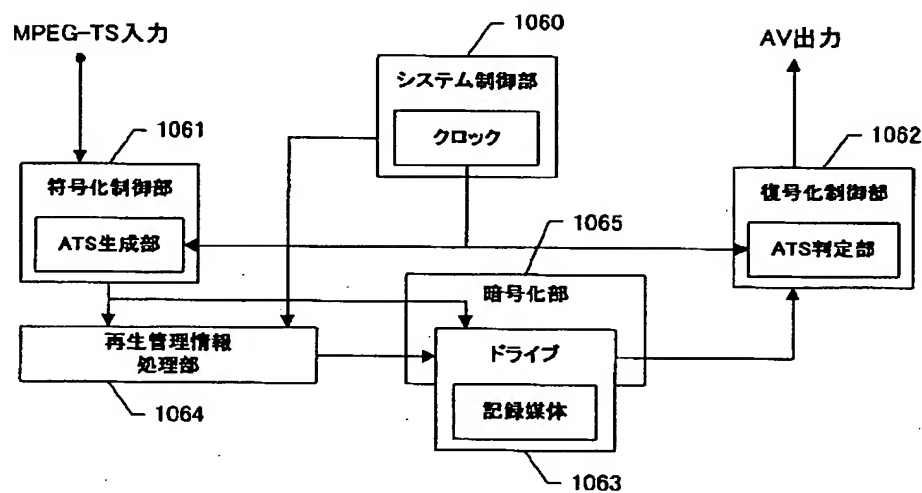 MPEG-TS入力
1060
AV出力
システム制御部
クロック
1061
1062
符号化制御部
ATS生成部
復号化制御部
ATS判定部
1065
暗号化部
再生管理情報
処理部
ドライブ
記録媒体
1064
1063